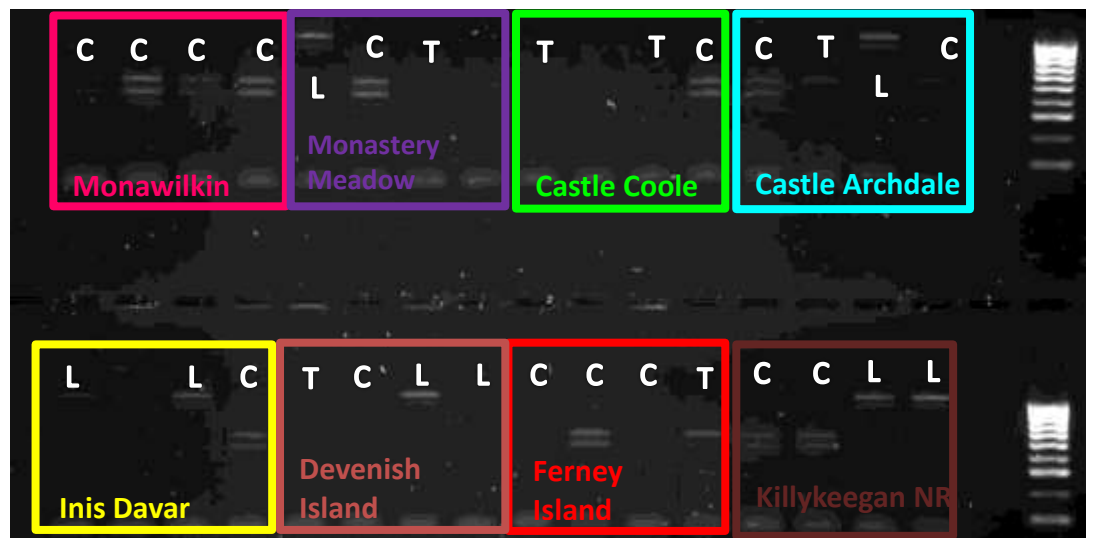 C C C C C T T T C C T C
L L
Monastery
Monawilkin Meadow Castle Coole Castle Archdale
L L C T C L L C C C T C C L L
Devenish Ferney
Inis Davar Island Island Killykeegan NR